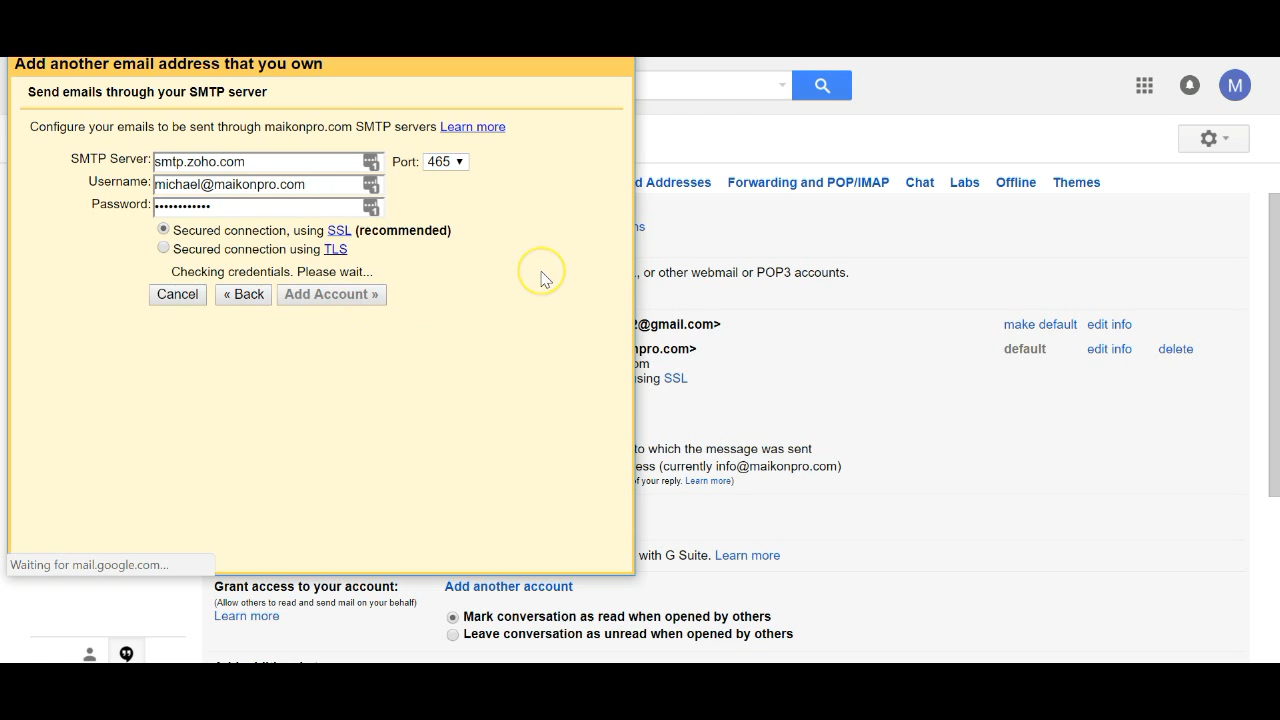 Add another email address that you own
Send emails through your SMTP server
Configure your emails to be sent through maikonpro.com SMTP servers Learn more
SMTP Server: smtp.zoho.com Port: 465
Username: michael@maikonpro.com
Password: ••••••••••••
Secured connection, using SSL (recommended)
Secured connection using TLS
Checking credentials. Please wait...
Cancel « Back Add Account »
Waiting for mail.google.com...
M
d Addresses Forwarding and POP/IMAP Chat Labs Offline Themes
ns
, or other webmail or POP3 accounts.
2@gmail.com> make default edit info
npro.com> default edit info delete
om
using SSL
to which the message was sent
ess (currently info@maikonpro.com)
of your reply. Learn more)
with G Suite. Learn more
Grant access to your account: Add another account
(Allow others to read and send mail on your behalf)
Learn more
Mark conversation as read when opened by others
Leave conversation as unread when opened by others